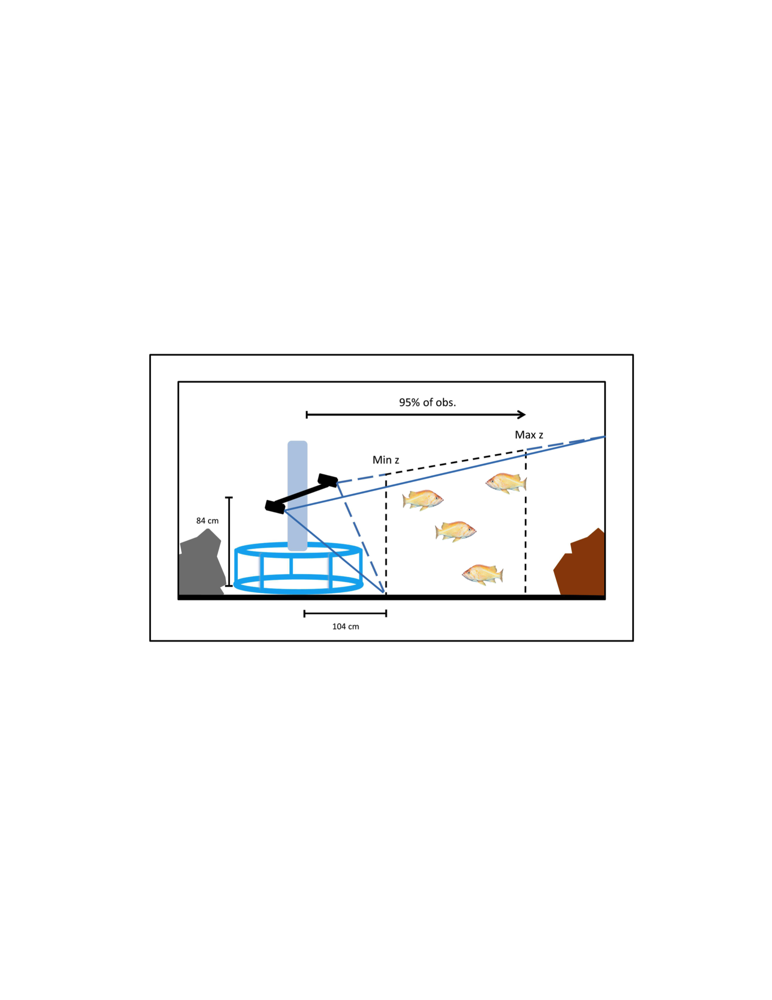 95% of obs.
Max z
Min z
84 cm
104 cm